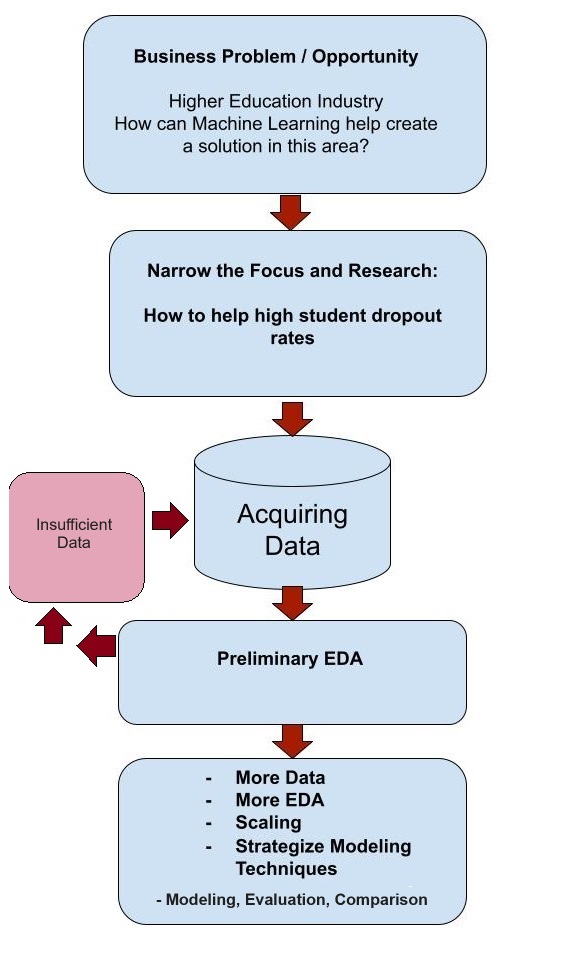 Business Problem / Opportunity
Higher Education Industry
How can Machine Learning help create
a solution in this area?
Narrow the Focus and Research:
How to help high student dropout
rates
Acquiring
Data
Insufficient
Data
Preliminary EDA
- More Data
- More EDA
- Scaling
- Strategize Modeling
Techniques
- Modeling, Evaluation, Comparison